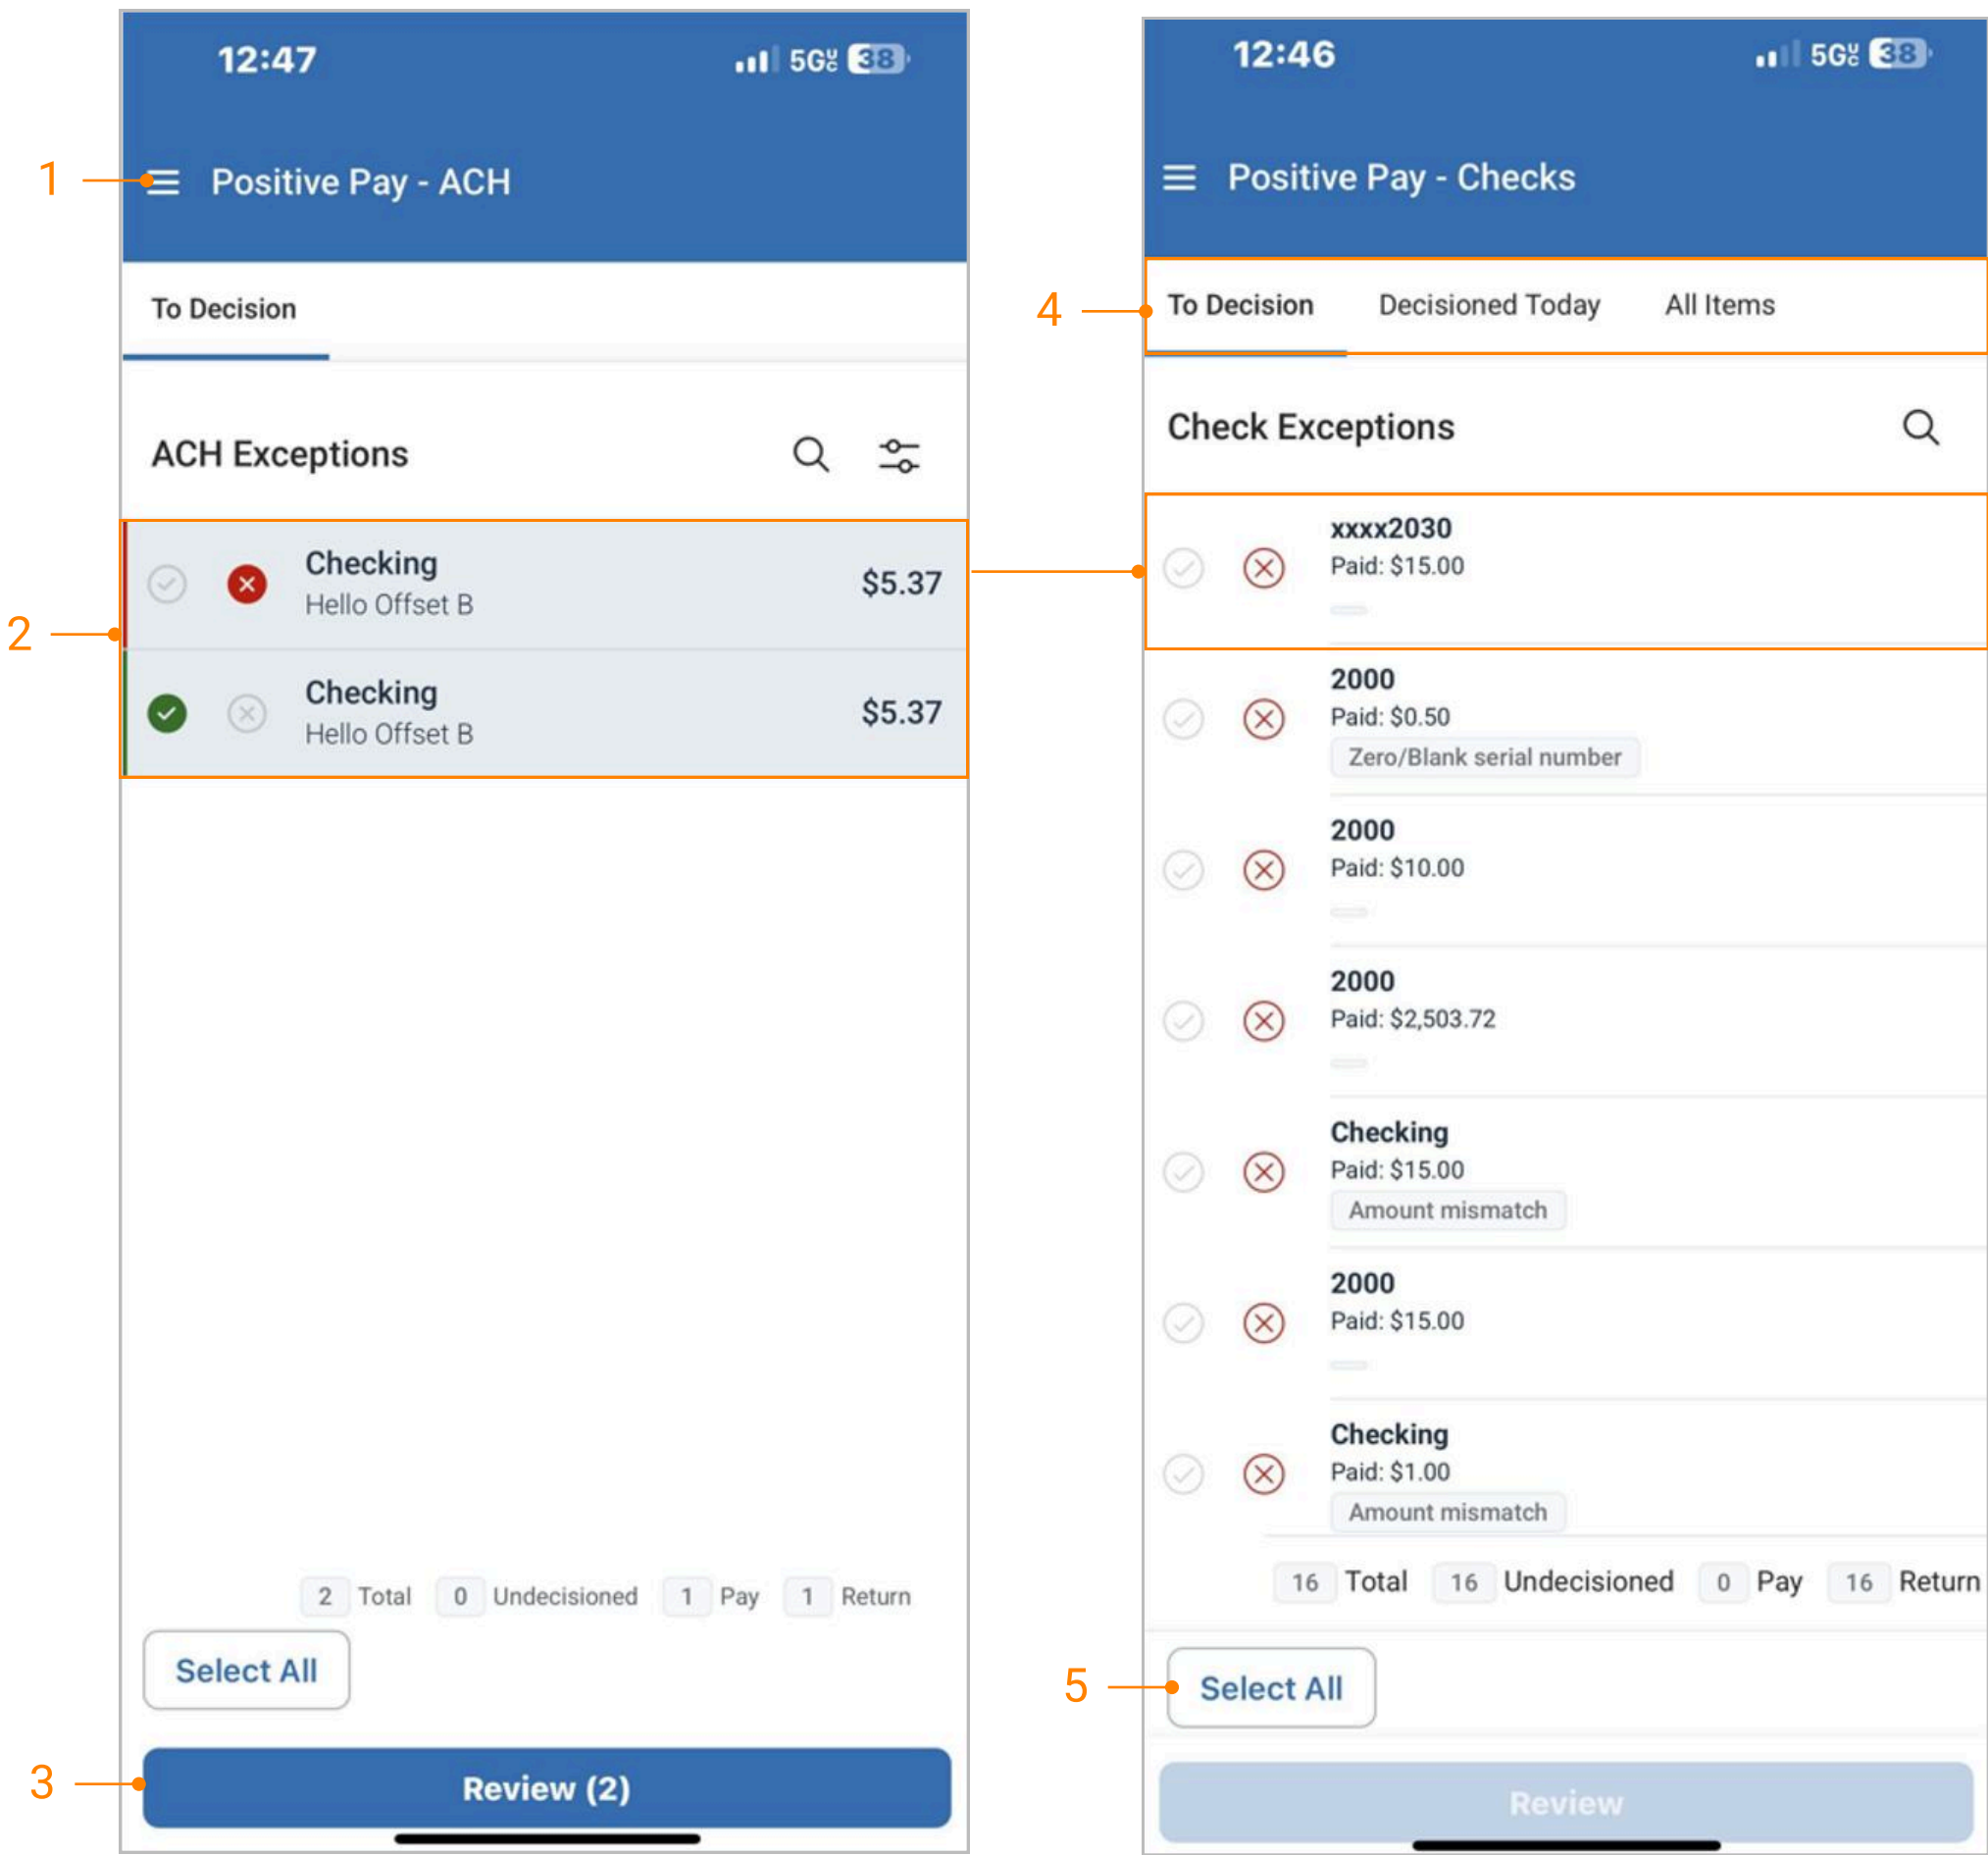 12:47 5GUC 38
1 Positive Pay - ACH
To Decision
ACH Exceptions
2
Checking
Hello Offset B
$5.37
Checking
Hello Offset B
$5.37
2 Total 0 Undecisioned 1 Pay 1 Return
Select All
3 Review (2)
12:46 5GUC 38
Positive Pay - Checks
4 To Decision Decisioned Today All Items
Check Exceptions
xxxx2030
Paid: $15.00
2000
Paid: $0.50
Zero/Blank serial number
2000
Paid: $10.00
2000
Paid: $2,503.72
Checking
Paid: $15.00
Amount mismatch
2000
Paid: $15.00
Checking
Paid: $1.00
Amount mismatch
16 Total 16 Undecisioned 0 Pay 16 Return
5 Select All
Review